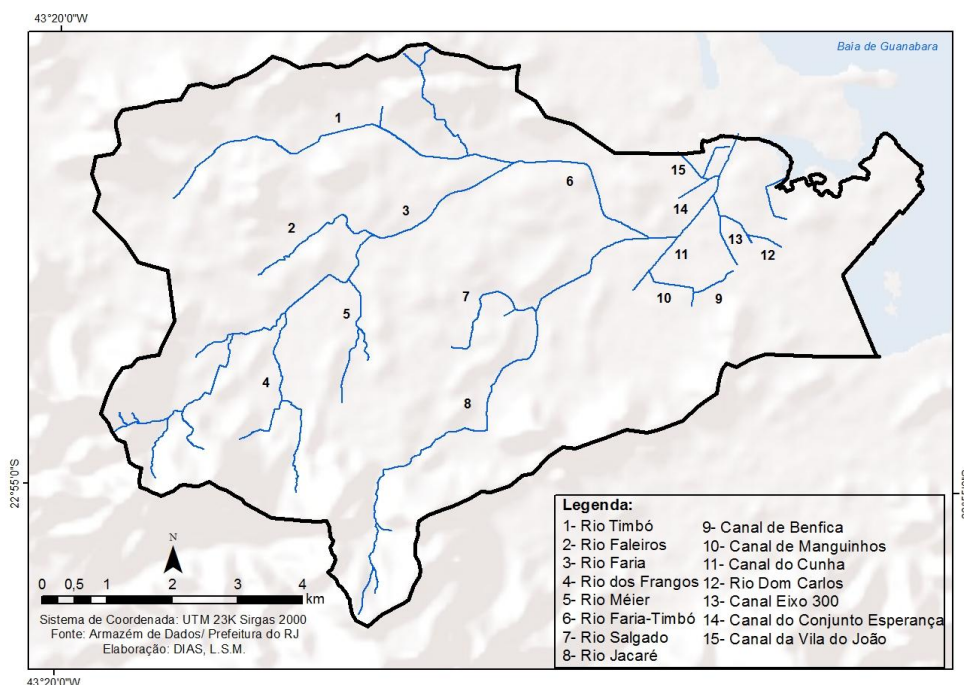 43°20'0"W
Baia de Guanabara
1
15
6
14
3
2
13
11
12
7
10
9
5
4
8
22°55'0"S
N
0 0,5 1 2 3 4
km
Sistema de Coordenada: UTM 23K Sirgas 2000
Fonte: Armazém de Dados/ Prefeitura do RJ
Elaboração: DIAS, L.S.M.
Legenda:
1- Rio Timbó
2- Rio Faleiros
3- Rio Faria
4- Rio dos Frangos
5- Rio Méier
6- Rio Faria-Timbó
7- Rio Salgado
8- Rio Jacaré
9- Canal de Benfica
10- Canal de Manguinhos
11- Canal do Cunha
12- Rio Dom Carlos
13- Canal Eixo 300
14- Canal do Conjunto Esperança
15- Canal da Vila do João
43°20'0"W